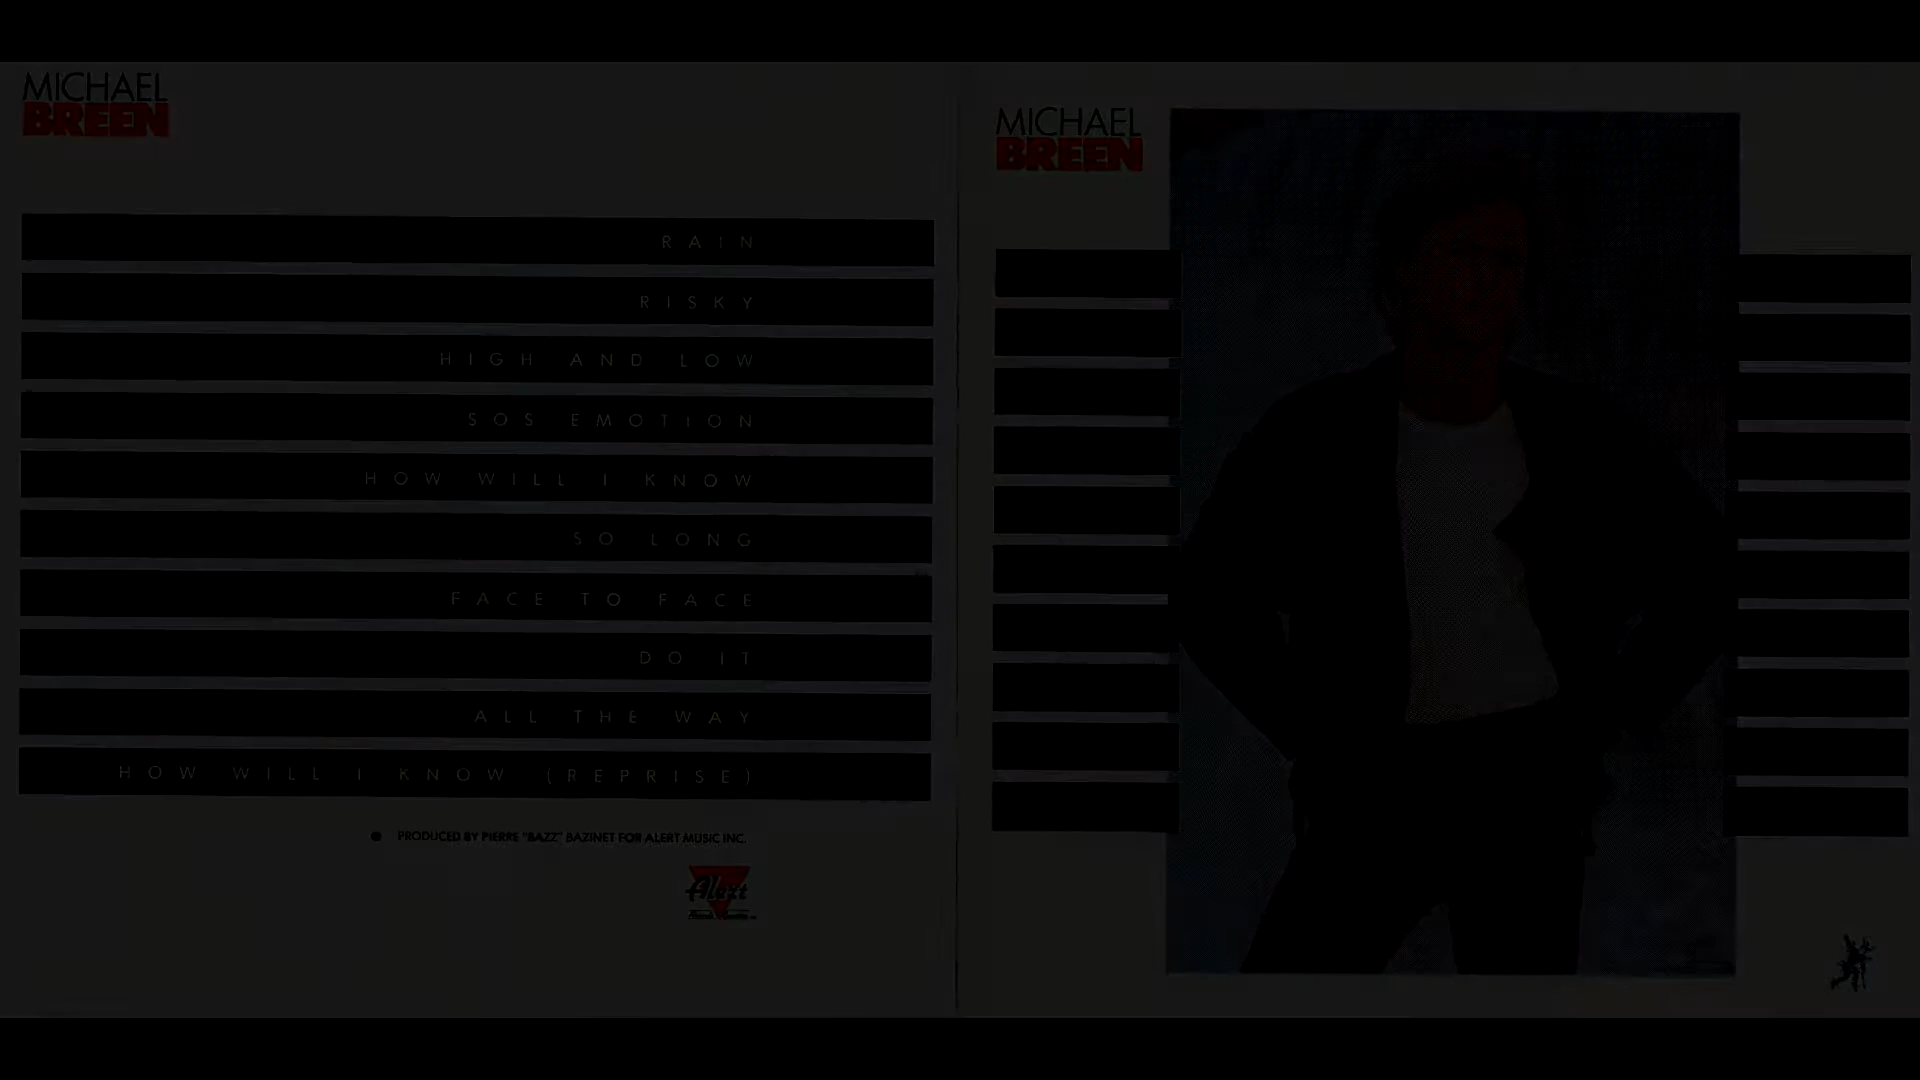 MICHAEL
BREEN
RAIN
RISKY
HIGH AND LOW
SOS EMOTION
HOW WILL I KNOW
SO LONG
FACE TO FACE
DO IT
ALL THE WAY
HOW WILL I KNOW (REPRISE)
PRODUCED BY PIERRE "BAZZ" BAZINET FOR ALERT MUSIC INC.
Alert
MICHAEL
BREEN